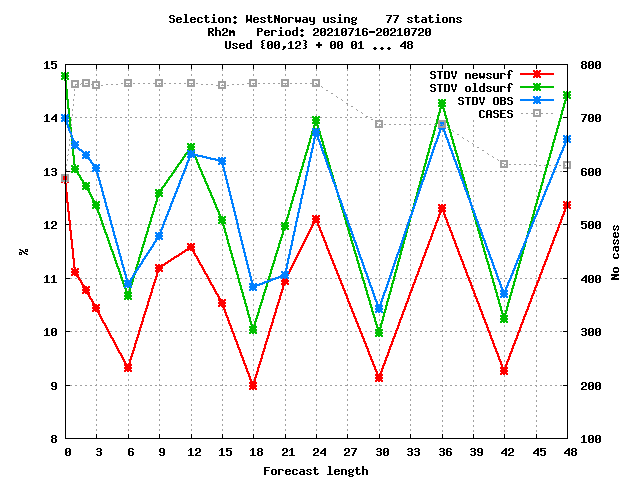 Selection: WestNorway using    77 stations
Rh2m   Period: 20210716-20210720
Used {00,12} + 00 01 ... 48
STDV newsurf
STDV oldsurf
STDV OBS
CASES
15
14
13
12
11
10
9
8
%
800
700
600
500
400
300
200
100
No cases
0 3 6 9 12 15 18 21 24 27 30 33 36 39 42 45 48
Forecast length